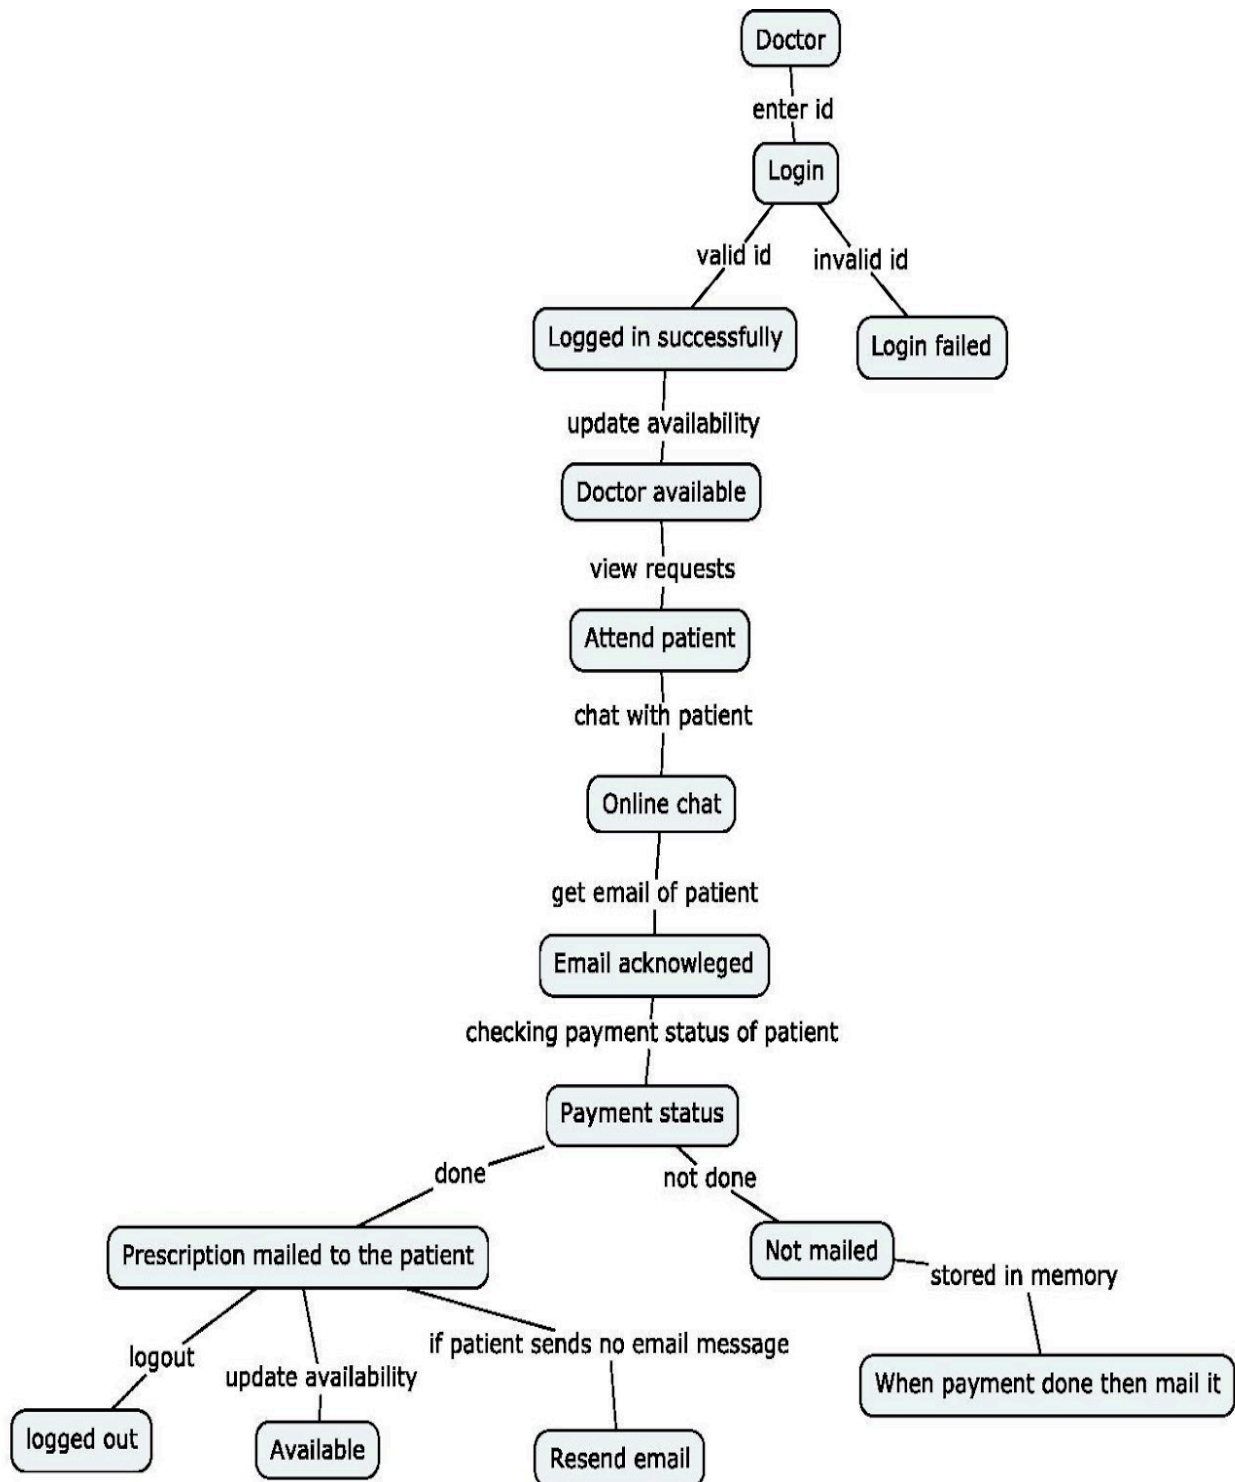 Doctor
enter id
Login
valid id
invalid id
Logged in successfully
Login failed
update availability
Doctor available
view requests
Attend patient
chat with patient
Online chat
get email of patient
Email acknowleged
checking payment status of patient
Payment status
done
not done
Prescription mailed to the patient
Not mailed
stored in memory
logout
update availability
if patient sends no email message
When payment done then mail it
logged out
Available
Resend email